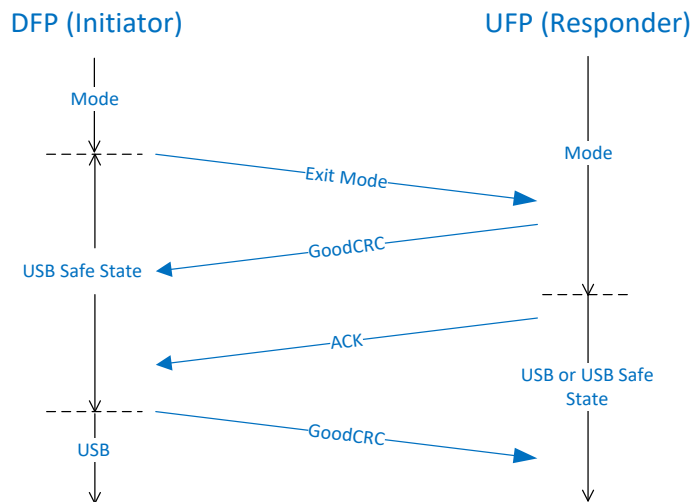 DFP (Initiator)
UFP (Responder)
Mode
Mode
Exit Mode
GoodCRC
USB Safe State
ACK
USB or USB Safe
State
GoodCRC
USB